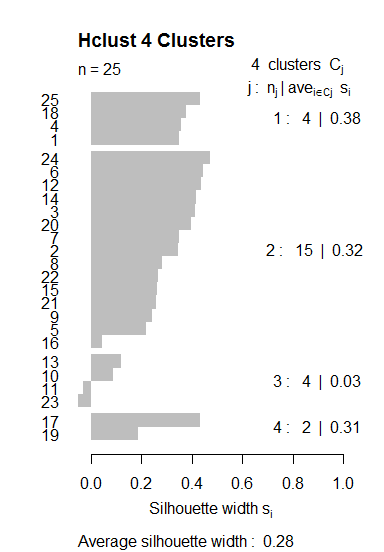 Hclust 4 Clusters
n = 25
4 clusters Cj
j : nj | avei∈Cj si
25
18
4
1
1 : 4 | 0.38
24
6
12
14
3
20
7
2
8
22
15
21
9
5
16
2 : 15 | 0.32
13
10
11
23
3 : 4 | 0.03
17
19
4 : 2 | 0.31
0.0 0.2 0.4 0.6 0.8 1.0
Silhouette width si
Average silhouette width : 0.28